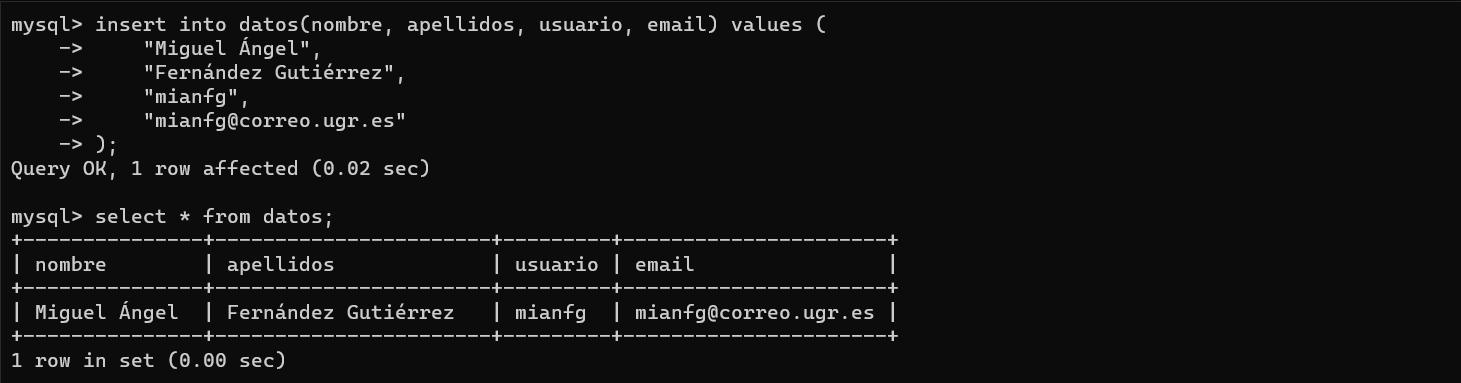 mysql> insert into datos(nombre, apellidos, usuario, email) values (
    ->     "Miguel Ángel",
    ->     "Fernández Gutiérrez",
    ->     "mianfg",
    ->     "mianfg@correo.ugr.es"
    -> );
Query OK, 1 row affected (0.02 sec)

mysql> select * from datos;
+---------------+-----------------------+---------+----------------------+
| nombre        | apellidos             | usuario | email                |
+---------------+-----------------------+---------+----------------------+
| Miguel Ángel  | Fernández Gutiérrez   | mianfg  | mianfg@correo.ugr.es |
+---------------+-----------------------+---------+----------------------+
1 row in set (0.00 sec)